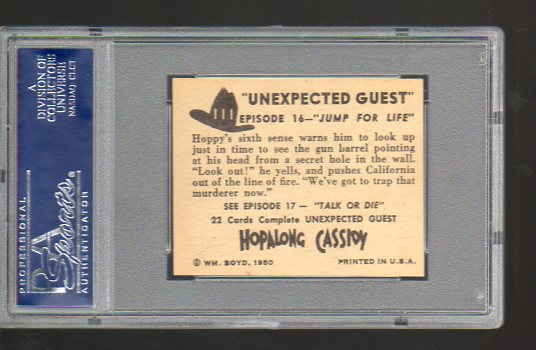 A
DIVISION OF
COLLECTORS
UNIVERSE
NASDAQ: CLCT
PROFESSIONAL
PSA
Sports
AUTHENTICATOR
®
111
"UNEXPECTED GUEST"
EPISODE 16—"JUMP FOR LIFE"
Hoppy's sixth sense warns him to look up
just in time to see the gun barrel pointing
at his head from a secret hole in the wall.
"Look out!" he yells, and pushes California
out of the line of fire. "We've got to trap that
murderer now."
SEE EPISODE 17 — "TALK OR DIE"
22 Cards Complete UNEXPECTED GUEST
HOPALONG CASSIDY
© WM. BOYD, 1950 PRINTED IN U.S.A.